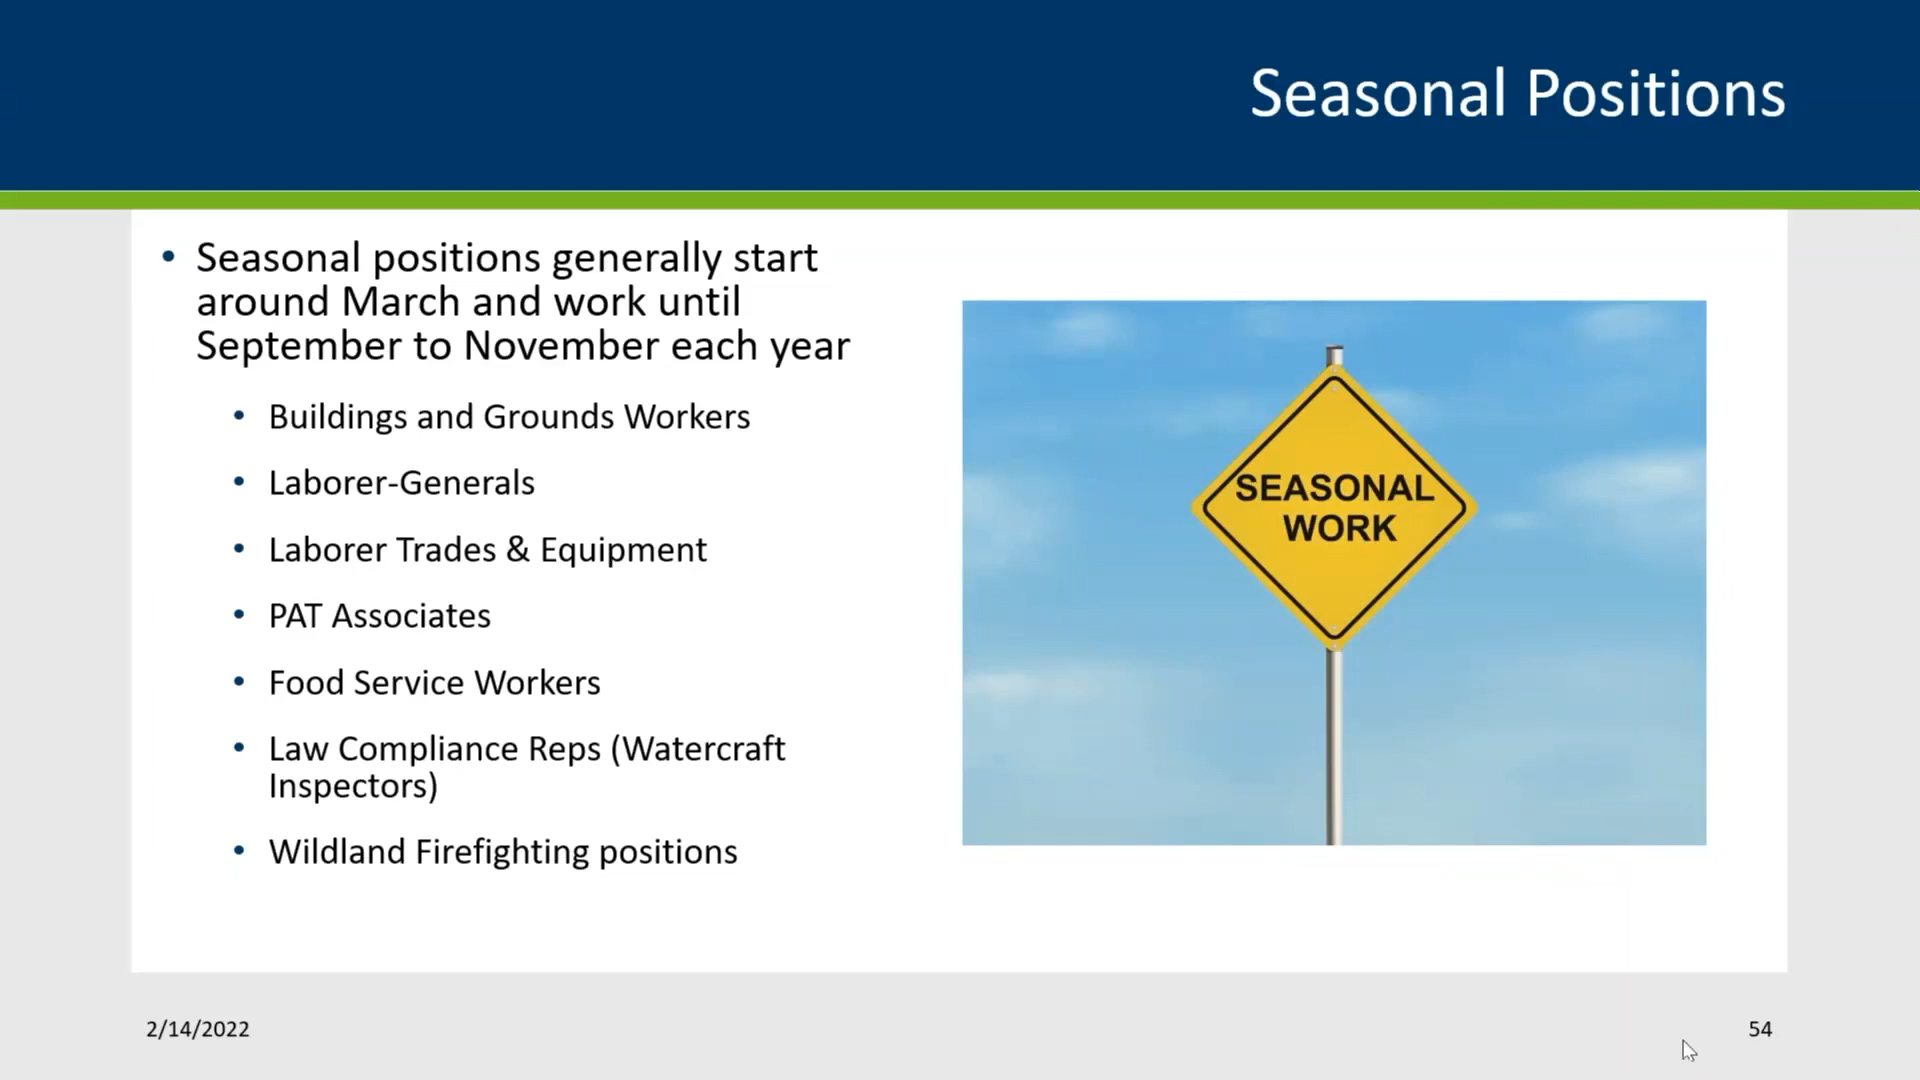 Seasonal Positions
• Seasonal positions generally start
around March and work until
September to November each year
• Buildings and Grounds Workers
• Laborer-Generals
• Laborer Trades & Equipment
• PAT Associates
• Food Service Workers
• Law Compliance Reps (Watercraft
Inspectors)
• Wildland Firefighting positions
SEASONAL
WORK
2/14/2022
54